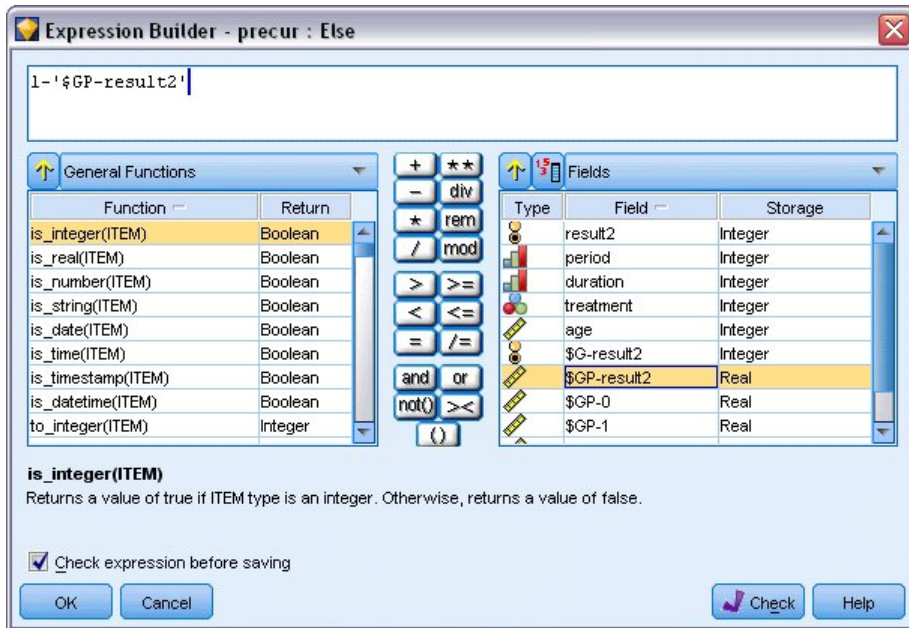 Expression Builder - precur : Else
1-'$GP-result2'
General Functions
Function Return
is_integer(ITEM) Boolean
is_real(ITEM) Boolean
is_number(ITEM) Boolean
is_string(ITEM) Boolean
is_date(ITEM) Boolean
is_time(ITEM) Boolean
is_timestamp(ITEM) Boolean
is_datetime(ITEM) Boolean
to_integer(ITEM) Integer
+ **
- div
* rem
/ mod
> >=
< <=
= /=
and or
not() ><
()
Fields
Type Field Storage
result2 Integer
period Integer
duration Integer
treatment Integer
age Integer
$G-result2 Integer
$GP-result2 Real
$GP-0 Real
$GP-1 Real
is_integer(ITEM)
Returns a value of true if ITEM type is an integer. Otherwise, returns a value of false.
Check expression before saving
OK Cancel Check Help